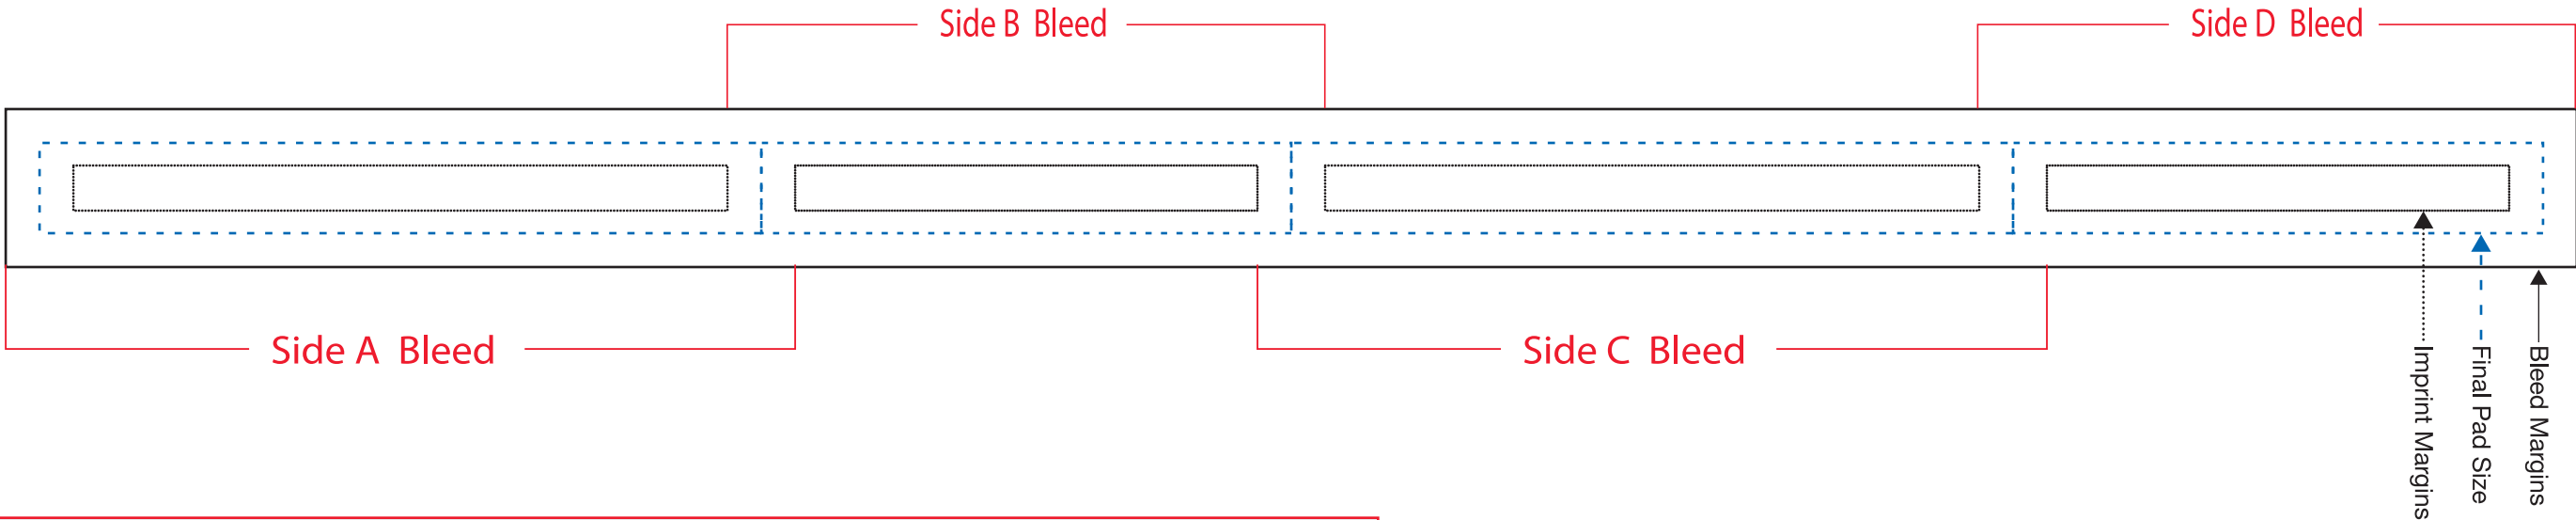 Side B Bleed
Side D Bleed
Side A Bleed
Side C Bleed
Imprint Margins
Final Pad Size
Bleed Margins